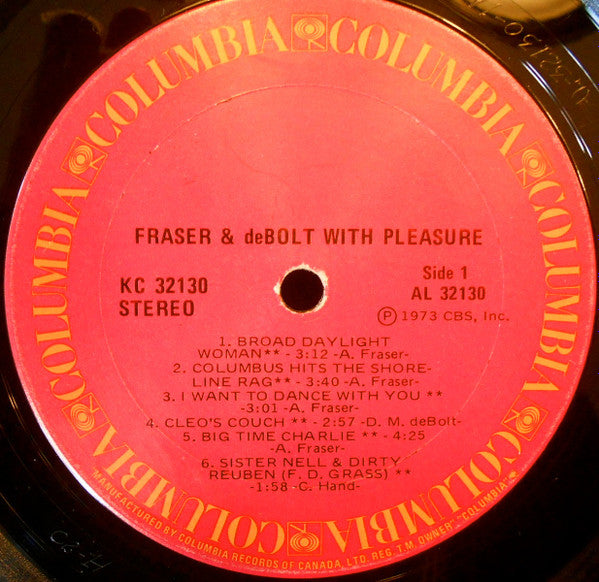 COLUMBIA COLUMBIA COLUMBIA COLUMBIA COLUMBIA COLUMBIA
FRASER & deBOLT WITH PLEASURE
KC 32130
STEREO
Side 1
AL 32130
Ⓟ 1973 CBS, Inc.
1. BROAD DAYLIGHT
WOMAN** - 3:12 -A. Fraser-
2. COLUMBUS HITS THE SHORE-
LINE RAG** - 3:40 -A. Fraser-
3. I WANT TO DANCE WITH YOU **
-3:01 -A. Fraser-
4. CLEO'S COUCH ** - 2:57 -D. M. deBolt-
5. BIG TIME CHARLIE ** - 4:25
-A. Fraser-
6. SISTER NELL & DIRTY
REUBEN (F. D. GRASS) **
-1:58 -C. Hand-
MANUFACTURED BY COLUMBIA RECORDS OF CANADA, LTD. REG. T.M. OWNER -"COLUMBIA"